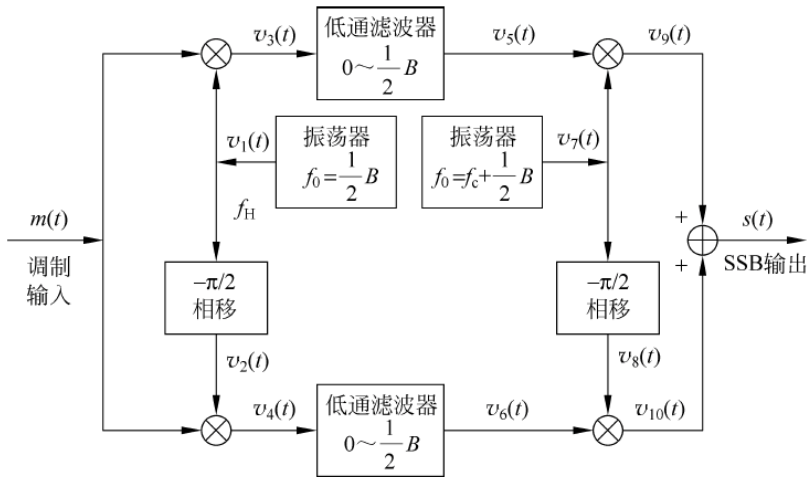 v₃(t)
低通滤波器
0~1/2 B
v₅(t)
v₉(t)
v₁(t)
振荡器
f₀=1/2 B
振荡器
f₀=f_c+1/2 B
v₇(t)
f_H
m(t)
调制
输入
+
+
s(t)
SSB输出
−π/2
相移
−π/2
相移
v₂(t)
v₈(t)
v₄(t)
低通滤波器
0~1/2 B
v₆(t)
v₁₀(t)